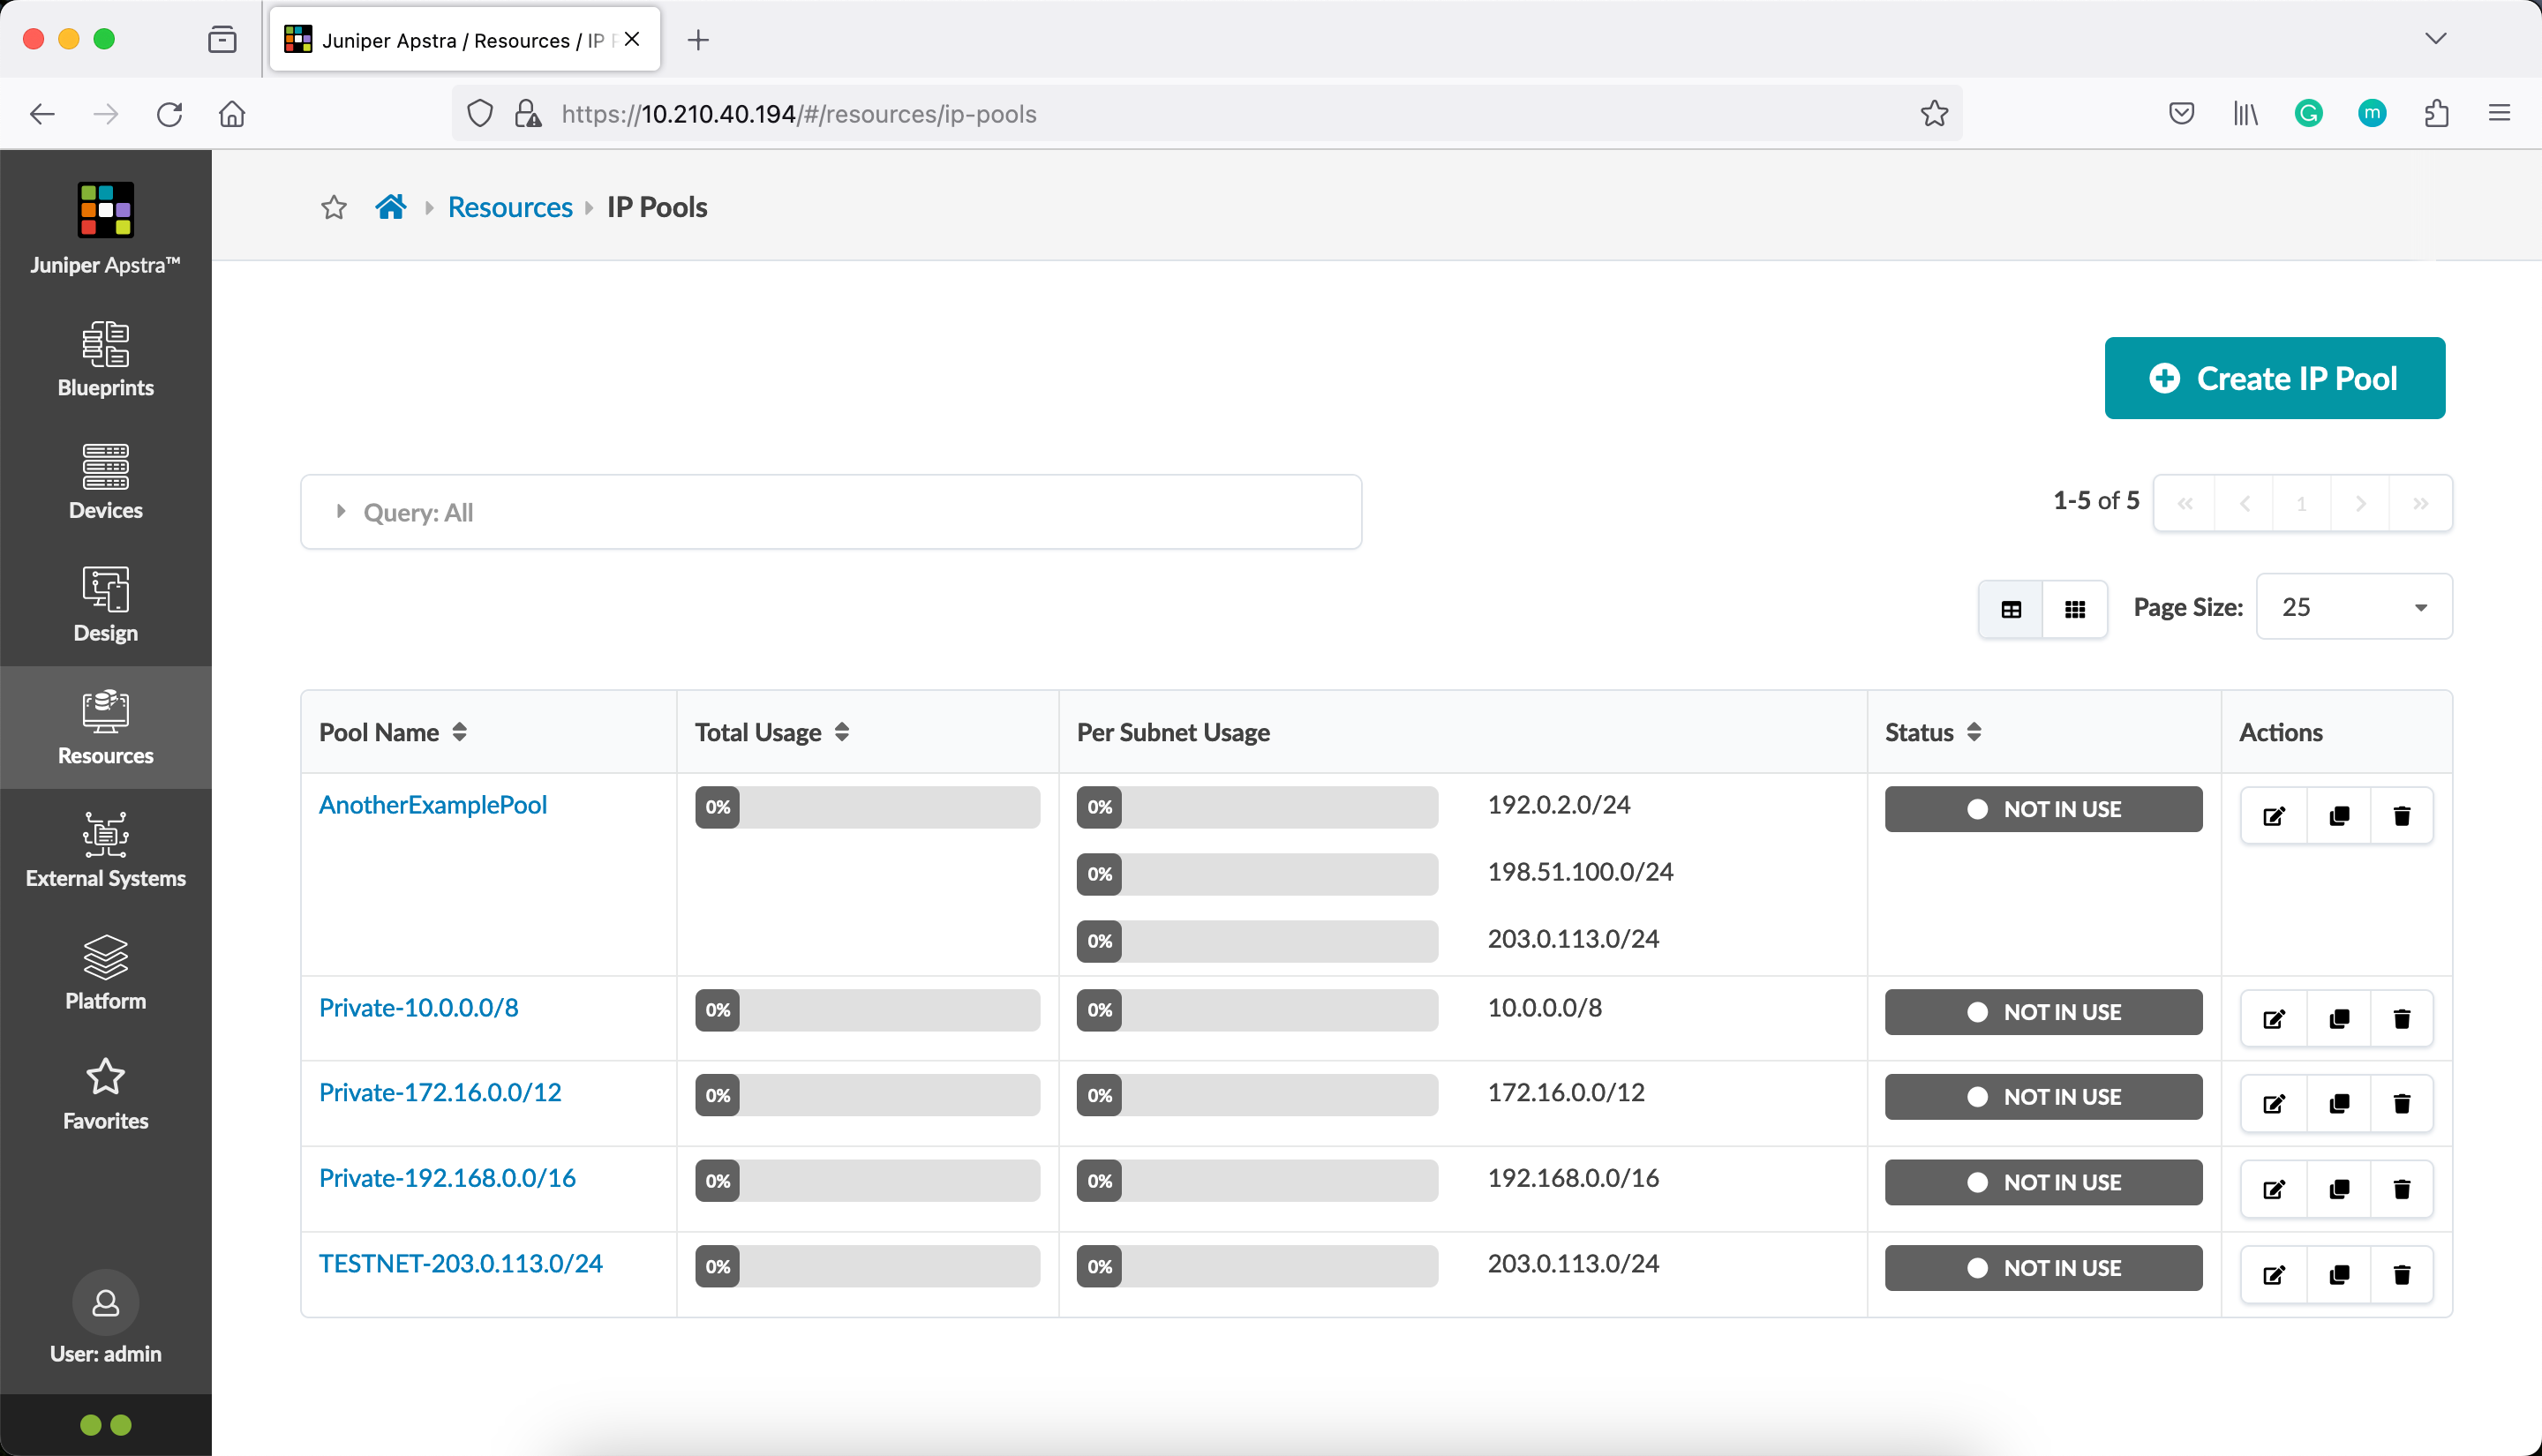 Juniper Apstra / Resources / IP P
https://10.210.40.194/#/resources/ip-pools
Juniper Apstra™
Blueprints
Devices
Design
Resources
External Systems
Platform
Favorites
User: admin
Resources IP Pools
Create IP Pool
Query: All
1-5 of 5 « < 1 > »
Page Size: 25
Pool Name Total Usage Per Subnet Usage Status Actions
AnotherExamplePool 0% 0% 192.0.2.0/24 NOT IN USE
0% 198.51.100.0/24
0% 203.0.113.0/24
Private-10.0.0.0/8 0% 0% 10.0.0.0/8 NOT IN USE
Private-172.16.0.0/12 0% 0% 172.16.0.0/12 NOT IN USE
Private-192.168.0.0/16 0% 0% 192.168.0.0/16 NOT IN USE
TESTNET-203.0.113.0/24 0% 0% 203.0.113.0/24 NOT IN USE